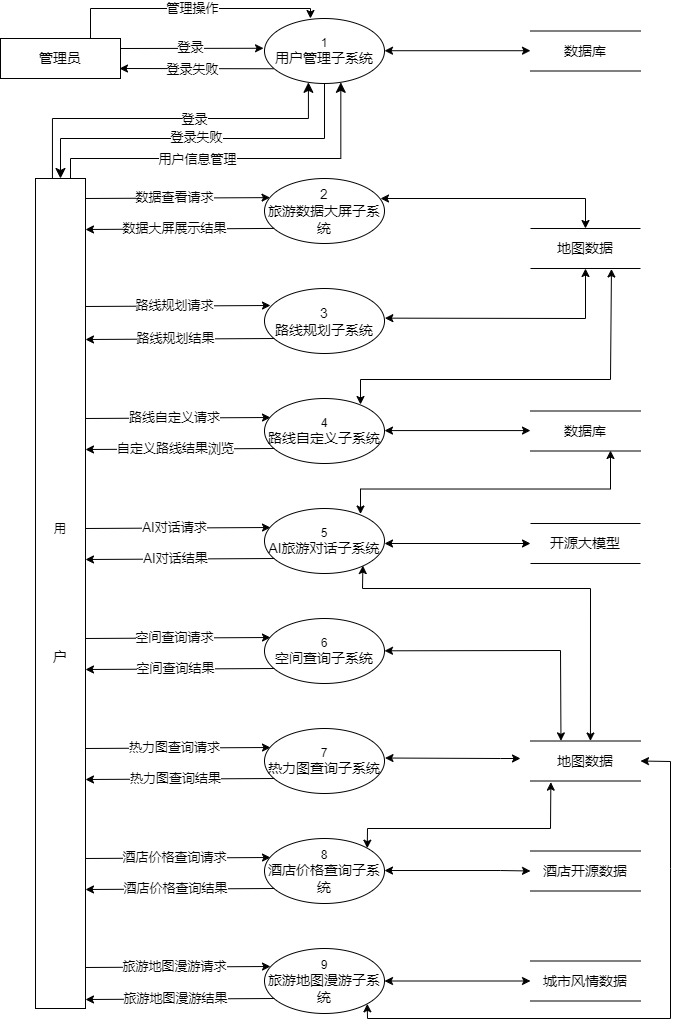 管理操作
管理员
登录
登录失败
1
用户管理子系统
数据库
登录
登录失败
用户信息管理
用
户
数据查看请求
数据大屏展示结果
2
旅游数据大屏子系
统
地图数据
路线规划请求
路线规划结果
3
路线规划子系统
路线自定义请求
自定义路线结果浏览
4
路线自定义子系统
数据库
AI对话请求
AI对话结果
5
AI旅游对话子系统
开源大模型
空间查询请求
空间查询结果
6
空间查询子系统
热力图查询请求
热力图查询结果
7
热力图查询子系统
地图数据
酒店价格查询请求
酒店价格查询结果
8
酒店价格查询子系
统
酒店开源数据
旅游地图漫游请求
旅游地图漫游结果
9
旅游地图漫游子系
统
城市风情数据